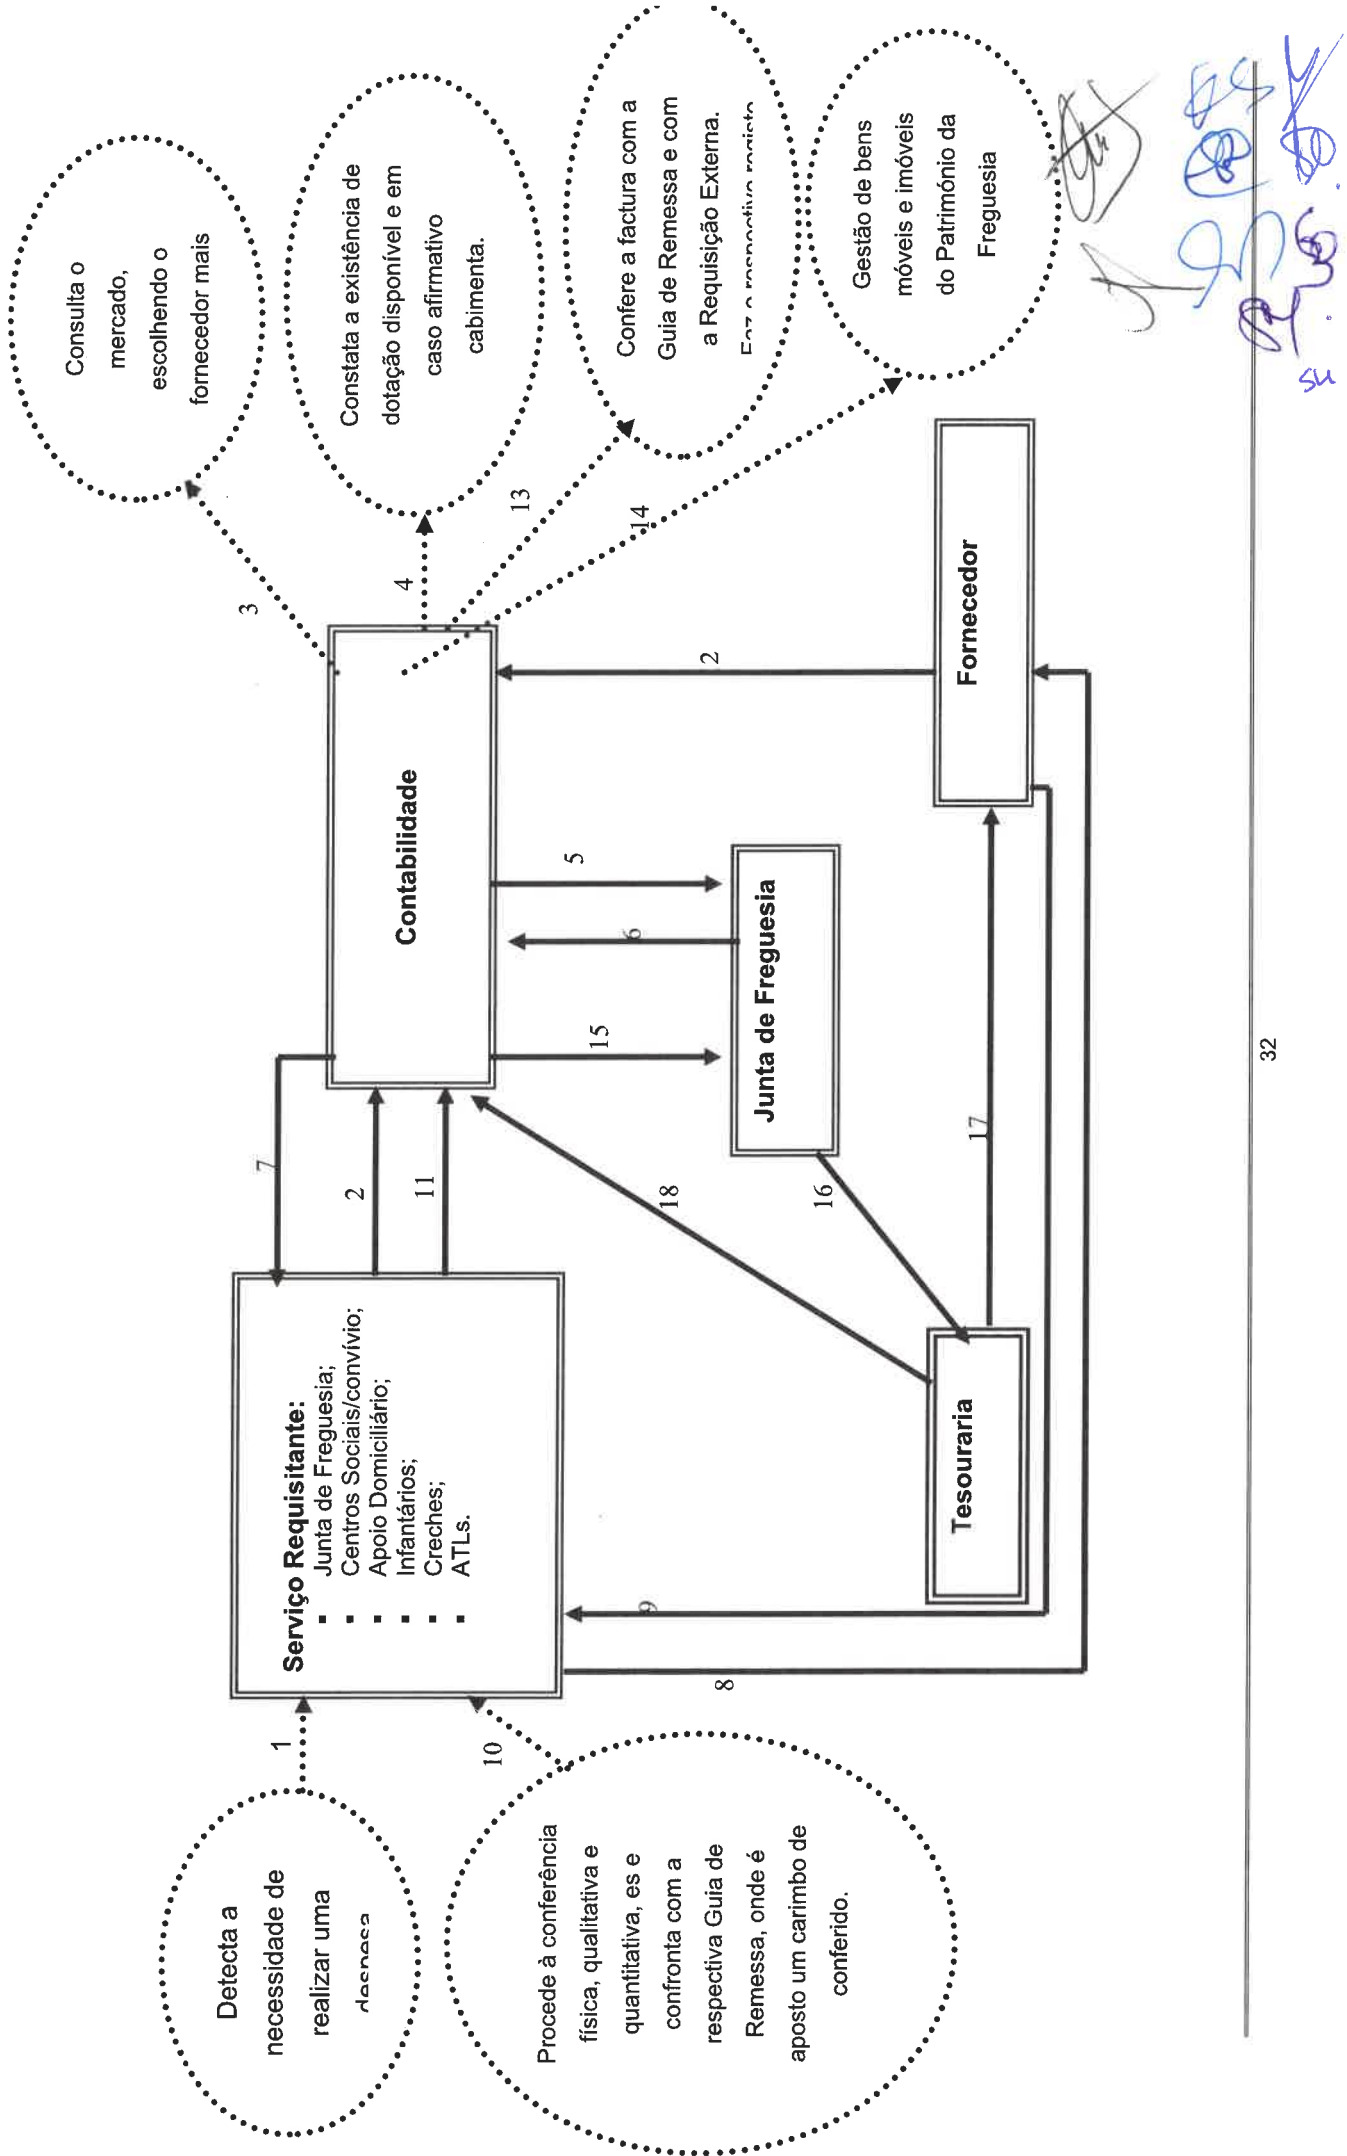 Detecta a
necessidade de
realizar uma
despesa
1
Procede à conferência
física, qualitativa e
quantitativa, es e
confronta com a
respectiva Guia de
Remessa, onde é
aposto um carimbo de
conferido.
10
Serviço Requisitante:
▪ Junta de Freguesia;
▪ Centros Sociais/convívio;
▪ Apoio Domiciliário;
▪ Infantários;
▪ Creches;
▪ ATLs.
7
2
11
8
9
Contabilidade
15
6
5
Junta de Freguesia
18
16
Tesouraria
17
Fornecedor
2
3
4
13
14
Consulta o
mercado,
escolhendo o
fornecedor mais
Constata a existência de
dotação disponível e em
caso afirmativo
cabimenta.
Confere a factura com a
Guia de Remessa e com
a Requisição Externa.
Faz o respectivo registo
Gestão de bens
móveis e imóveis
do Património da
Freguesia
32